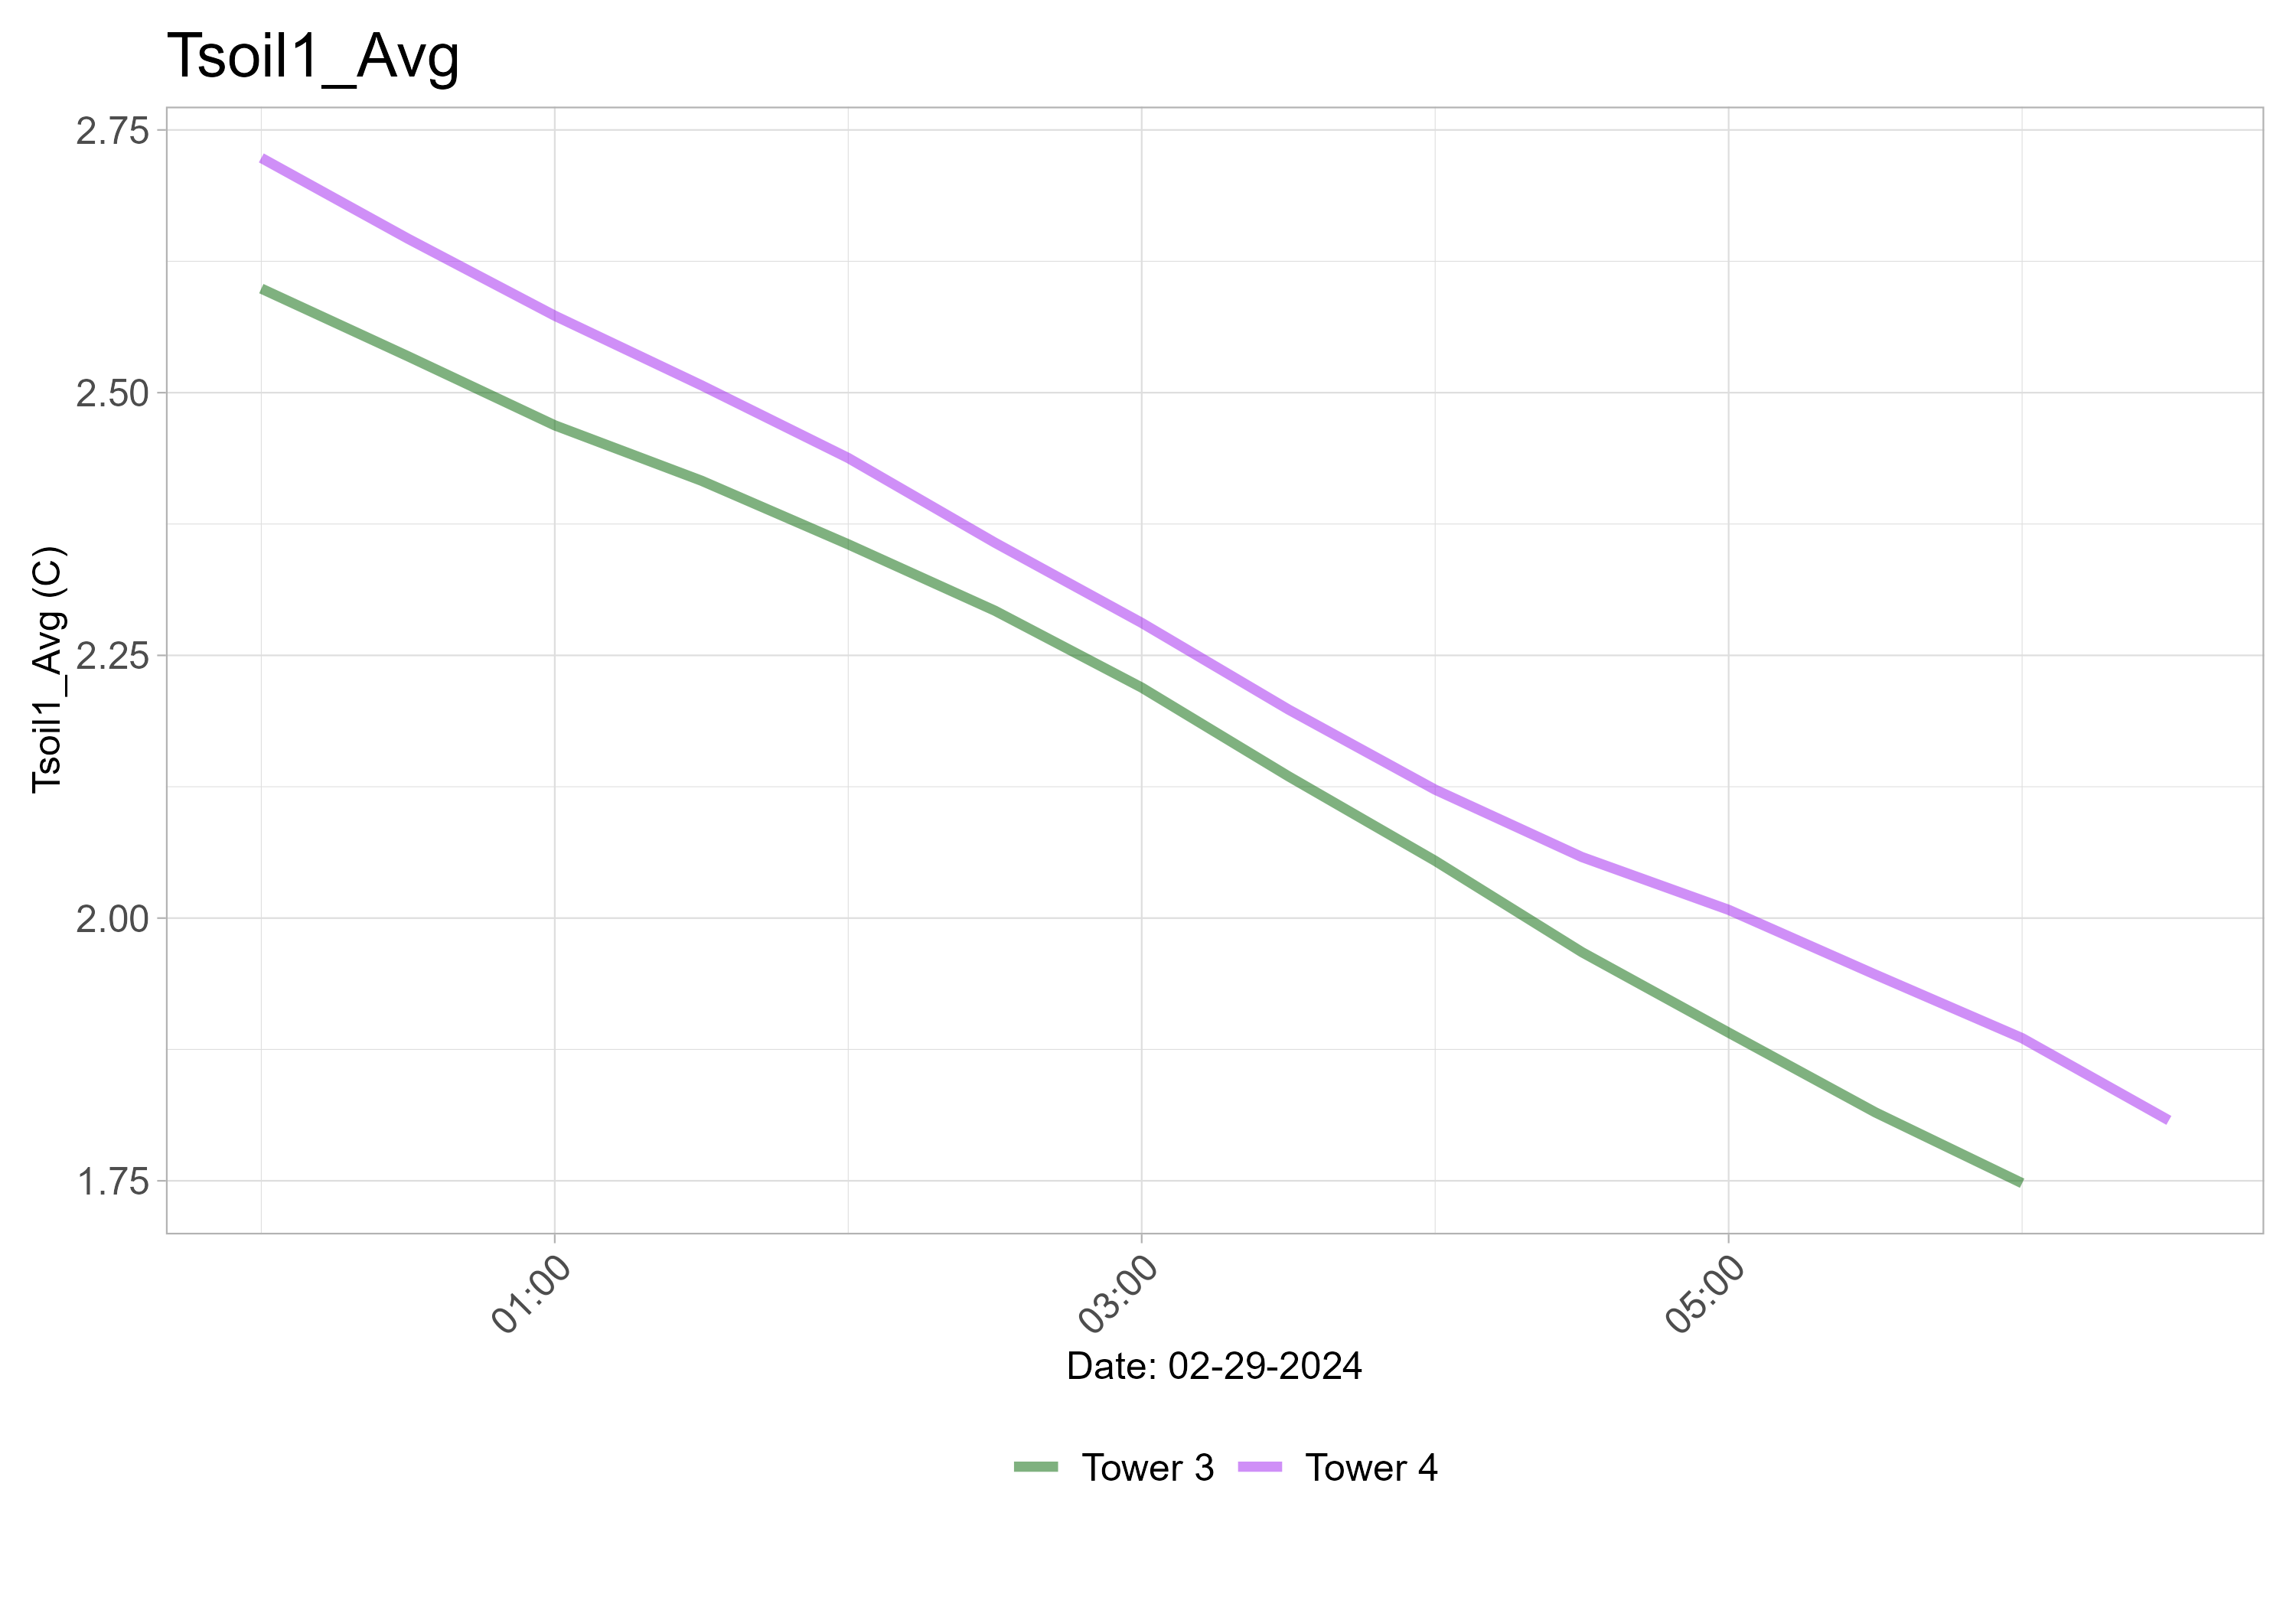 Tsoil1_Avg
Tsoil1_Avg (C)
2.75
2.50
2.25
2.00
1.75
01:00
03:00
05:00
Date: 02-29-2024
Tower 3
Tower 4